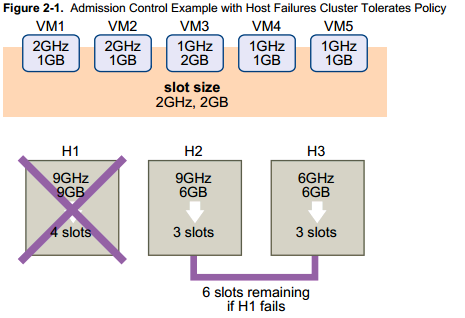 Figure 2-1. Admission Control Example with Host Failures Cluster Tolerates Policy
VM1 VM2 VM3 VM4 VM5
2GHz 2GHz 1GHz 1GHz 1GHz
1GB 1GB 2GB 1GB 1GB
slot size
2GHz, 2GB
H1 H2 H3
9GHz 9GHz 6GHz
9GB 6GB 6GB
4 slots 3 slots 3 slots
6 slots remaining
if H1 fails